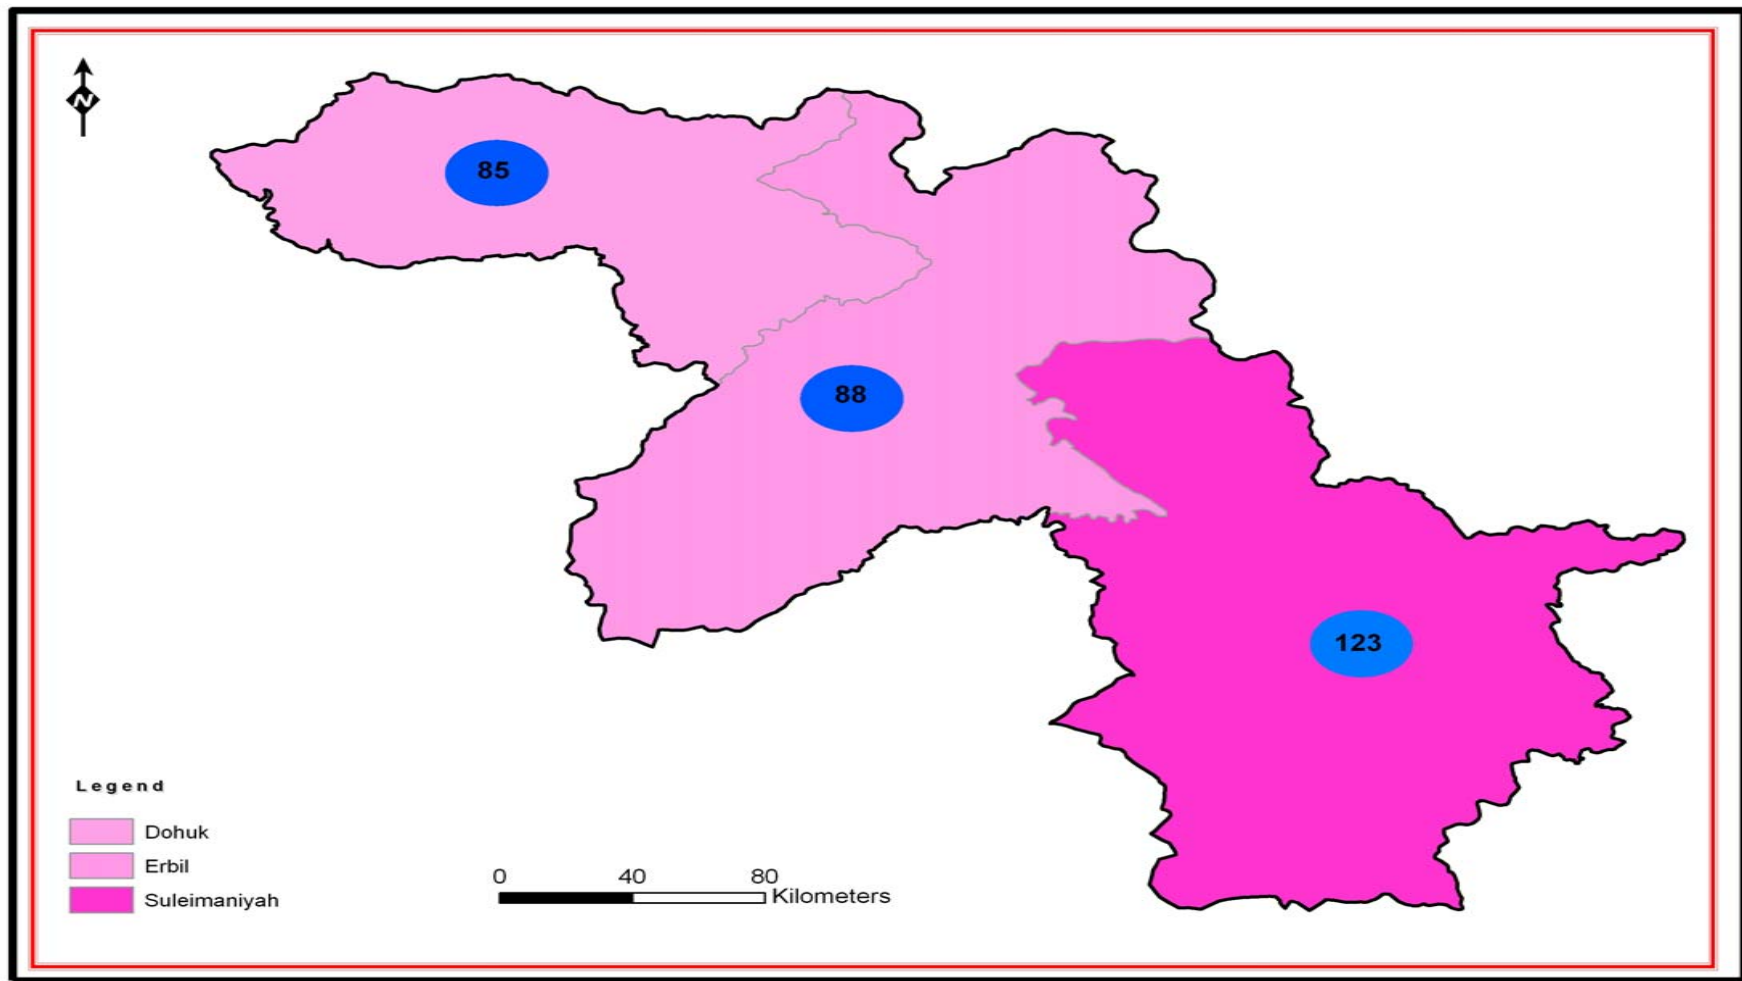 N
85
88
123
Legend
Dohuk
Erbil
Suleimaniyah
0 40 80
Kilometers